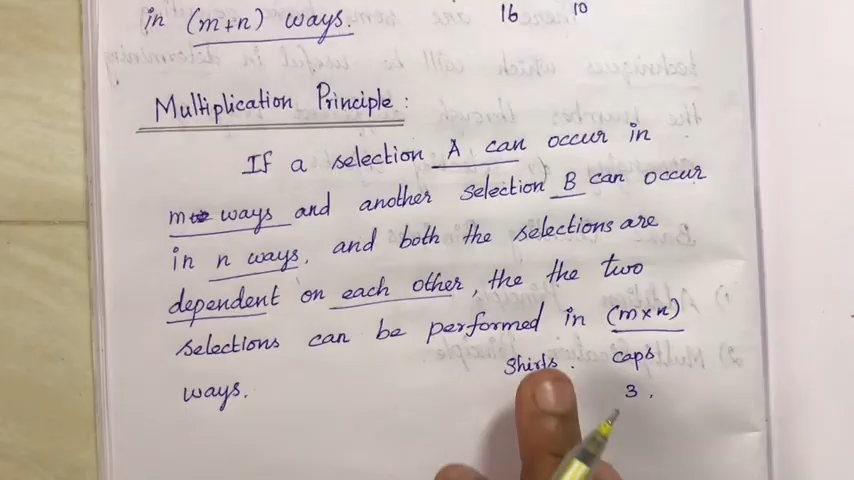 in (m+n) ways.
16 10
Multiplication Principle :
If a selection A can occur in
m ways and another selection B can occur
in n ways, and both the selections are
dependent on each other, the the two
selections can be performed in (m×n)
ways.
Shirts. caps
3.